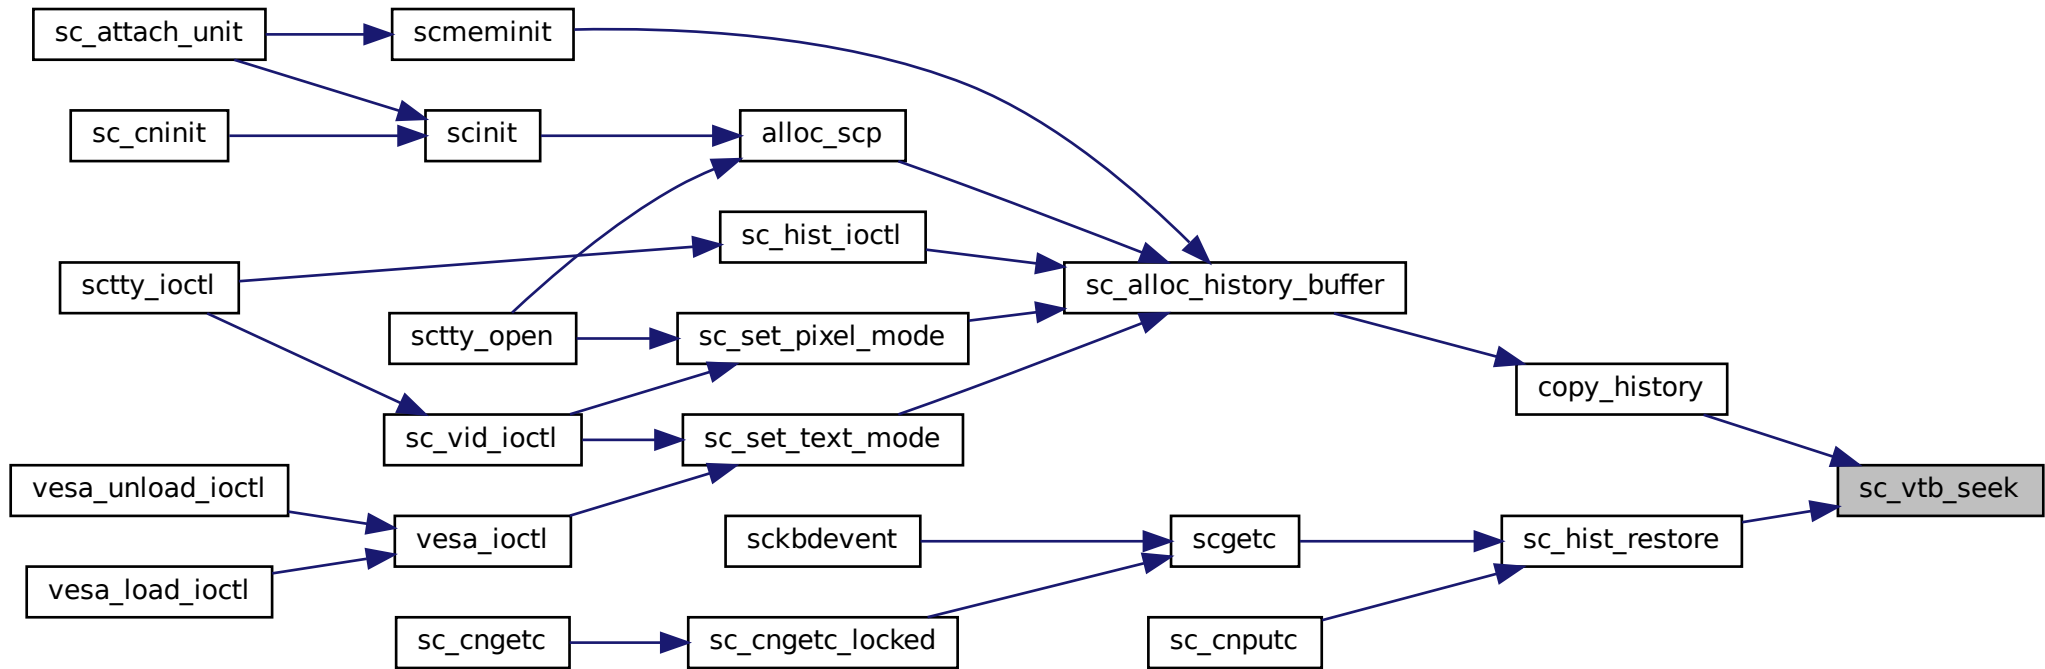 sc_attach_unit
scmeminit
sc_cninit
scinit
alloc_scp
sc_hist_ioctl
sctty_ioctl
sc_alloc_history_buffer
sctty_open
sc_set_pixel_mode
copy_history
sc_vid_ioctl
sc_set_text_mode
vesa_unload_ioctl
sc_vtb_seek
vesa_ioctl
sckbdevent
scgetc
sc_hist_restore
vesa_load_ioctl
sc_cngetc
sc_cngetc_locked
sc_cnputc